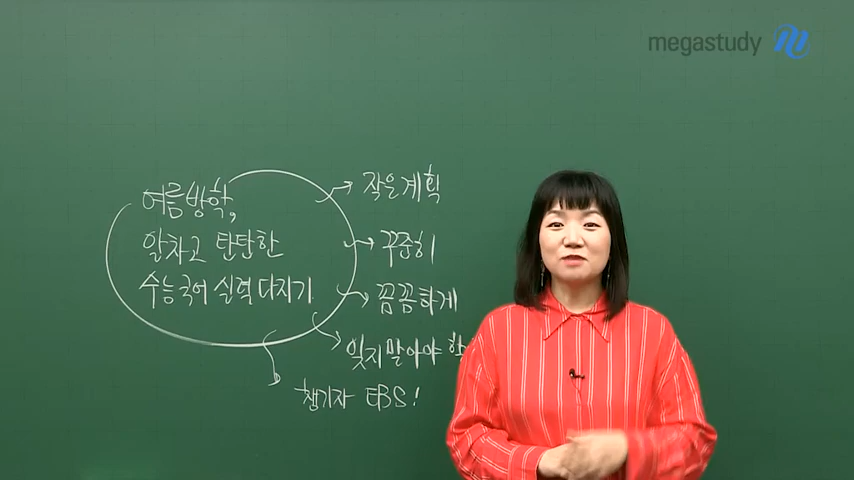 megastudy
여름방학,
알차고 탄탄한
수능국어 실력 다지기
작은계획
꾸준히
꼼꼼하게
잊지말아야
챙기자 EBS!